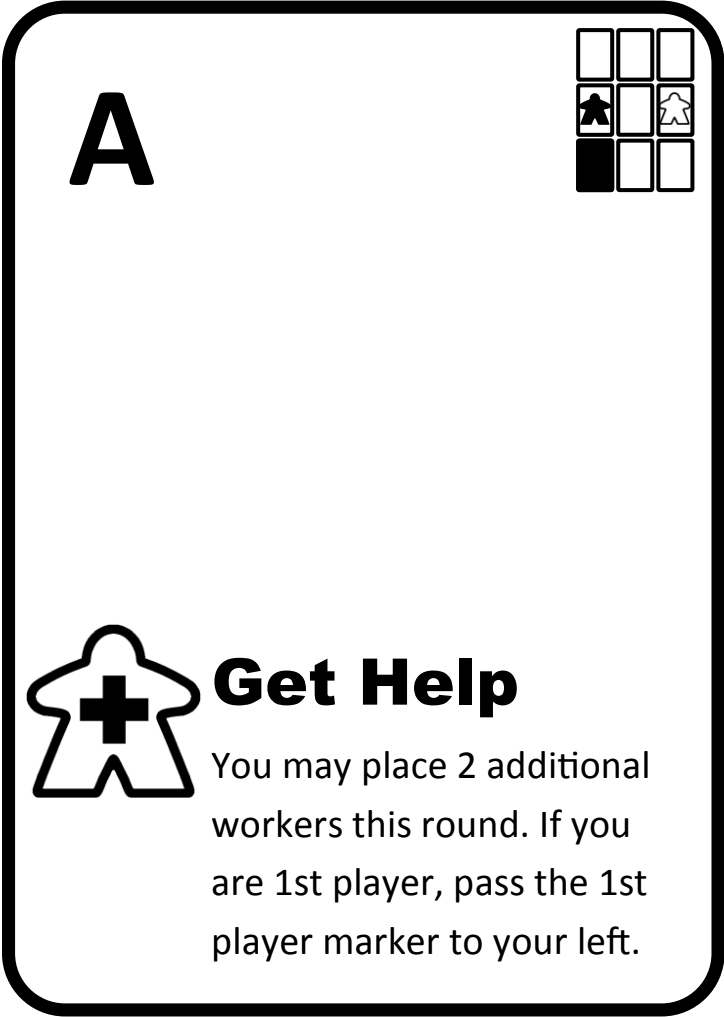 A
Get Help
You may place 2 additional
workers this round. If you
are 1st player, pass the 1st
player marker to your left.